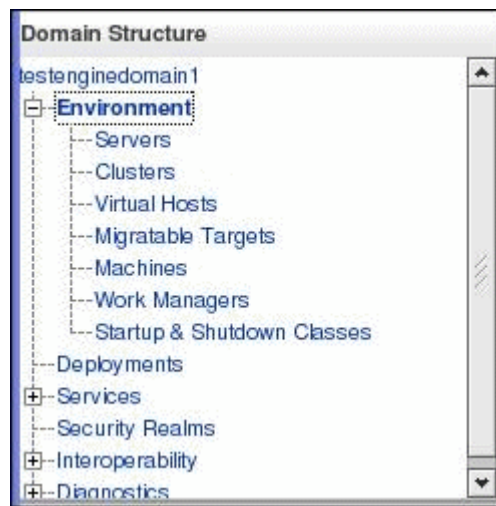 Domain Structure
testenginedomain1
Environment
Servers
Clusters
Virtual Hosts
Migratable Targets
Machines
Work Managers
Startup & Shutdown Classes
Deployments
Services
Security Realms
Interoperability
Diagnostics